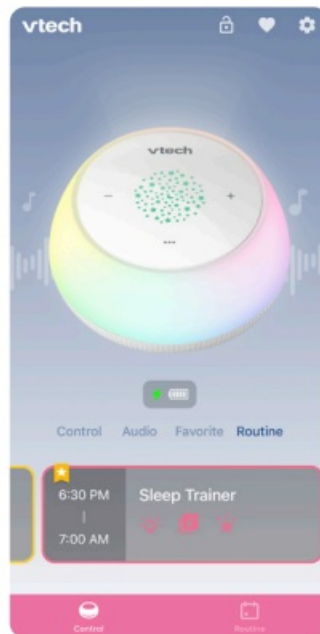 vtech
vtech
Control Audio Favorite Routine
6:30 PM
Sleep Trainer
7:00 AM
Control Routine